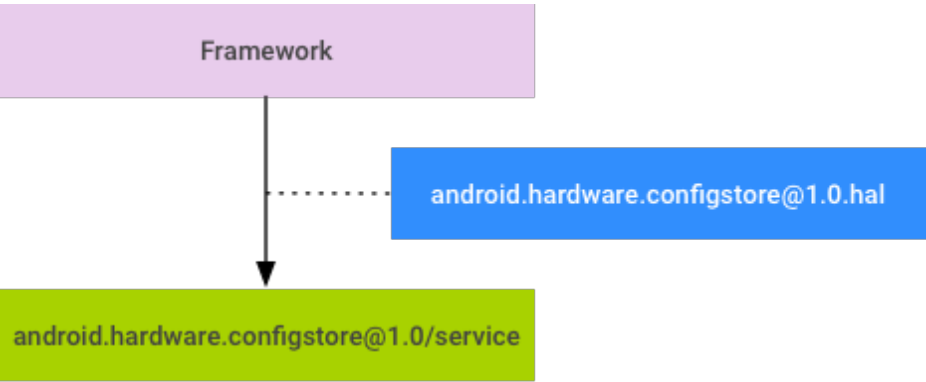 Framework
android.hardware.configstore@1.0.hal
android.hardware.configstore@1.0/service